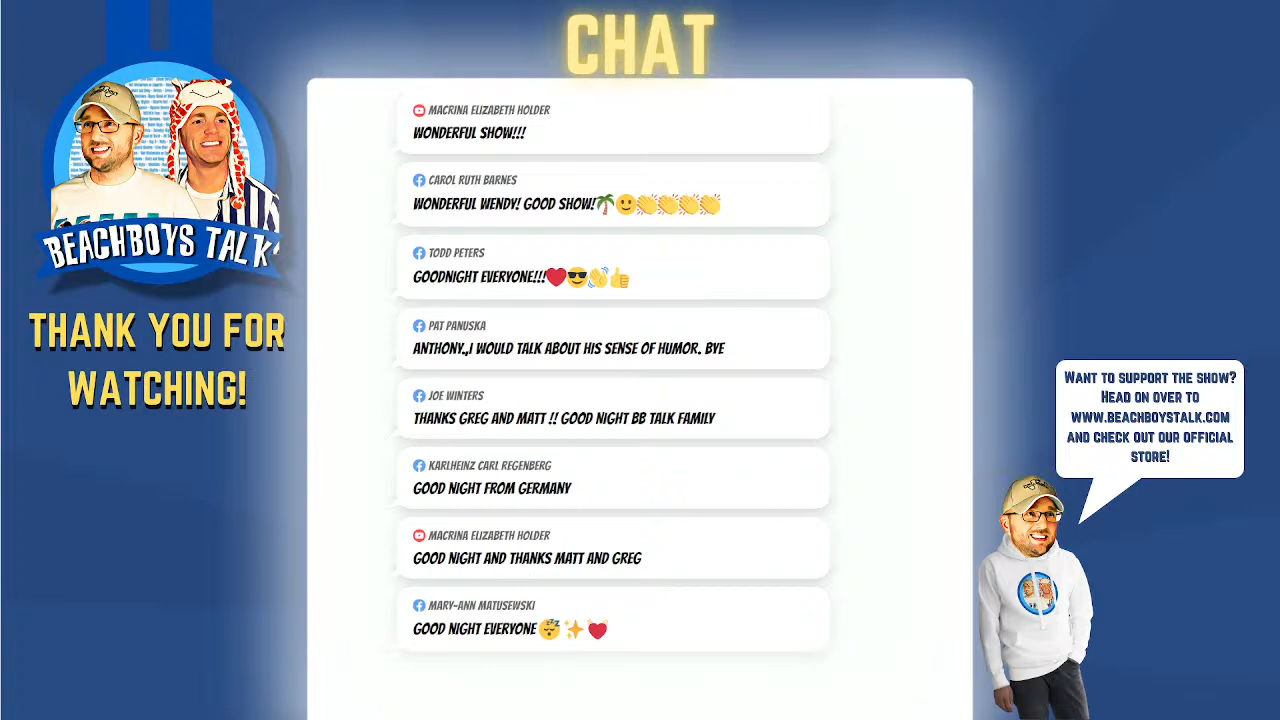 CHAT
BEACHBOYS TALK
THANK YOU FOR
WATCHING!
MACRINA ELIZABETH HOLDER
WONDERFUL SHOW!!!
CAROL RUTH BARNES
WONDERFUL WENDY! GOOD SHOW!🌴🙂👏👏👏👏
TODD PETERS
GOODNIGHT EVERYONE!!!❤️😎👋👍
PAT PANUSKA
ANTHONY.,I WOULD TALK ABOUT HIS SENSE OF HUMOR. BYE
JOE WINTERS
THANKS GREG AND MATT !! GOOD NIGHT BB TALK FAMILY
KARLHEINZ CARL REGENBERG
GOOD NIGHT FROM GERMANY
MACRINA ELIZABETH HOLDER
GOOD NIGHT AND THANKS MATT AND GREG
MARY-ANN MATUSEWSKI
GOOD NIGHT EVERYONE 😴✨💓
WANT TO SUPPORT THE SHOW?
HEAD ON OVER TO
WWW.BEACHBOYSTALK.COM
AND CHECK OUT OUR OFFICIAL
STORE!